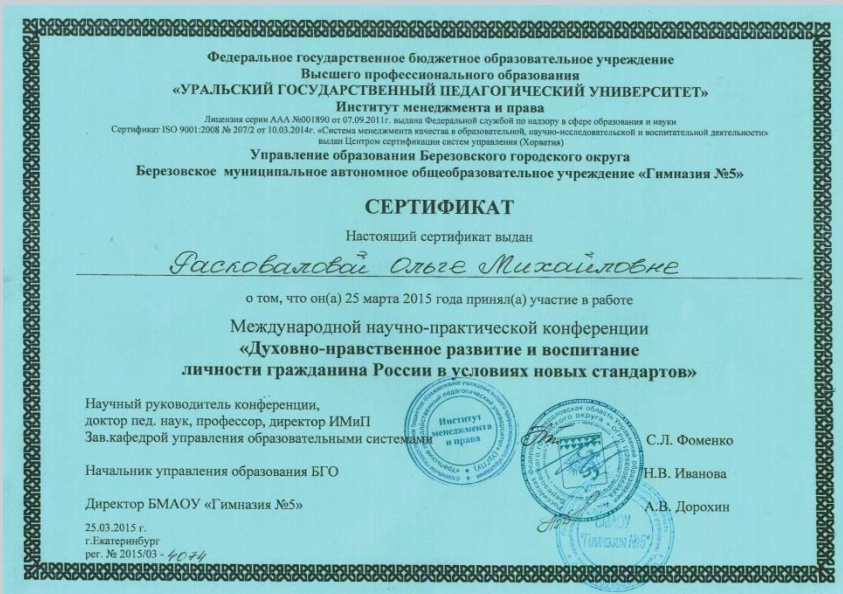 Федеральное государственное бюджетное образовательное учреждение
Высшего профессионального образования
«УРАЛЬСКИЙ ГОСУДАРСТВЕННЫЙ ПЕДАГОГИЧЕСКИЙ УНИВЕРСИТЕТ»
Институт менеджмента и права
Лицензия серии ААА №001890 от 07.09.2011г. выдана Федеральной службой по надзору в сфере образования и науки
Сертификат ISO 9001:2008 № 207/2 от 10.03.2014г. «Система менеджмента качества в образовательной, научно-исследовательской и воспитательной деятельности»
выдан Центром сертификации систем управления (Хорватия)
Управление образования Березовского городского округа
Березовское муниципальное автономное общеобразовательное учреждение «Гимназия №5»
СЕРТИФИКАТ
Настоящий сертификат выдан
Расковаловой Ольге Михайловне
о том, что он(а) 25 марта 2015 года принял(а) участие в работе
Международной научно-практической конференции
«Духовно-нравственное развитие и воспитание
личности гражданина России в условиях новых стандартов»
Научный руководитель конференции,
доктор пед. наук, профессор, директор ИМиП
Зав.кафедрой управления образовательными системами С.Л. Фоменко
Институт
менеджмента
и права
Начальник управления образования БГО Н.В. Иванова
Директор БМАОУ «Гимназия №5» А.В. Дорохин
БМАОУ
"Гимназия №5"
25.03.2015 г.
г.Екатеринбург
рег. № 2015/03 - 4074